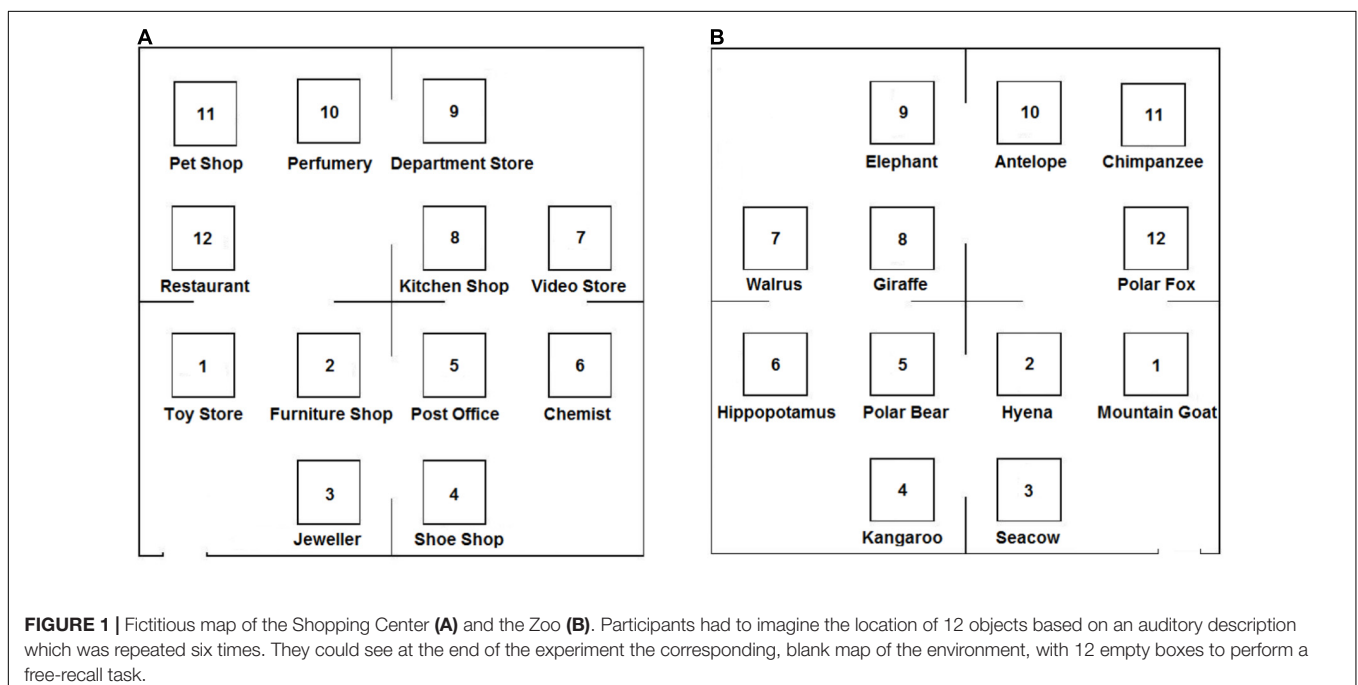 A
11 10 9
Pet Shop Perfumery Department Store
12 8 7
Restaurant Kitchen Shop Video Store
1 2 5 6
Toy Store Furniture Shop Post Office Chemist
3 4
Jeweller Shoe Shop
B
9 10 11
Elephant Antelope Chimpanzee
7 8 12
Walrus Giraffe Polar Fox
6 5 2 1
Hippopotamus Polar Bear Hyena Mountain Goat
4 3
Kangaroo Seacow
FIGURE 1 | Fictitious map of the Shopping Center (A) and the Zoo (B). Participants had to imagine the location of 12 objects based on an auditory description
which was repeated six times. They could see at the end of the experiment the corresponding, blank map of the environment, with 12 empty boxes to perform a
free-recall task.